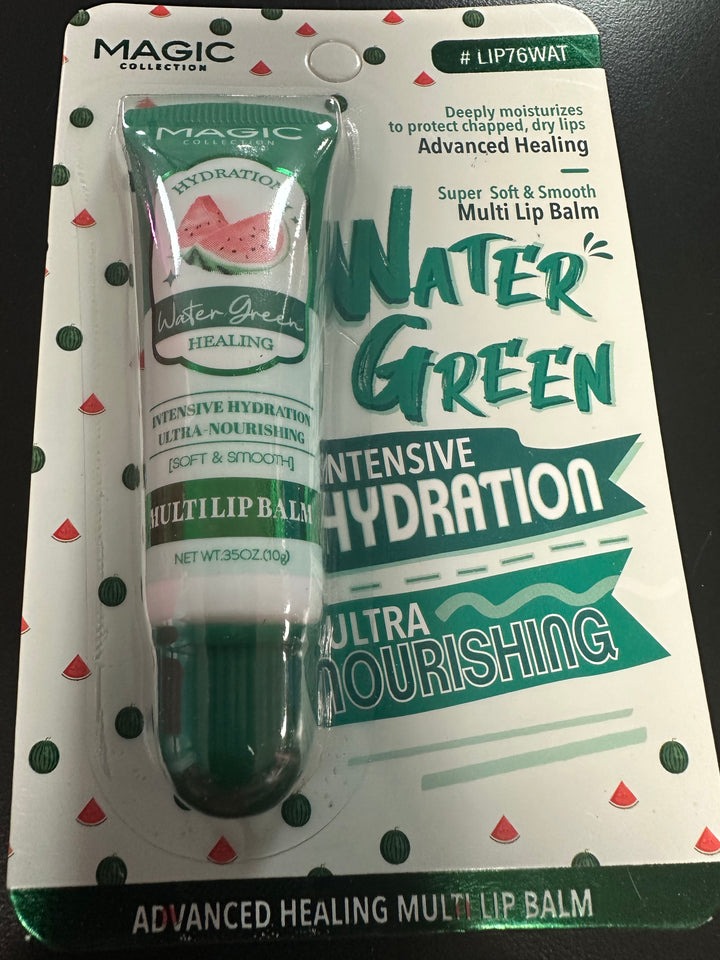 MAGIC
COLLECTION
# LIP76WAT
Deeply moisturizes
to protect chapped, dry lips
Advanced Healing
Super Soft & Smooth
Multi Lip Balm
WATER
GREEN
INTENSIVE
HYDRATION
ULTRA
NOURISHING
MAGIC
COLLECTION
HYDRATION
Water Green
HEALING
INTENSIVE HYDRATION
ULTRA-NOURISHING
[SOFT & SMOOTH]
MULTI LIP BALM
NET WT.35OZ.(10g)
ADVANCED HEALING MULTI LIP BALM